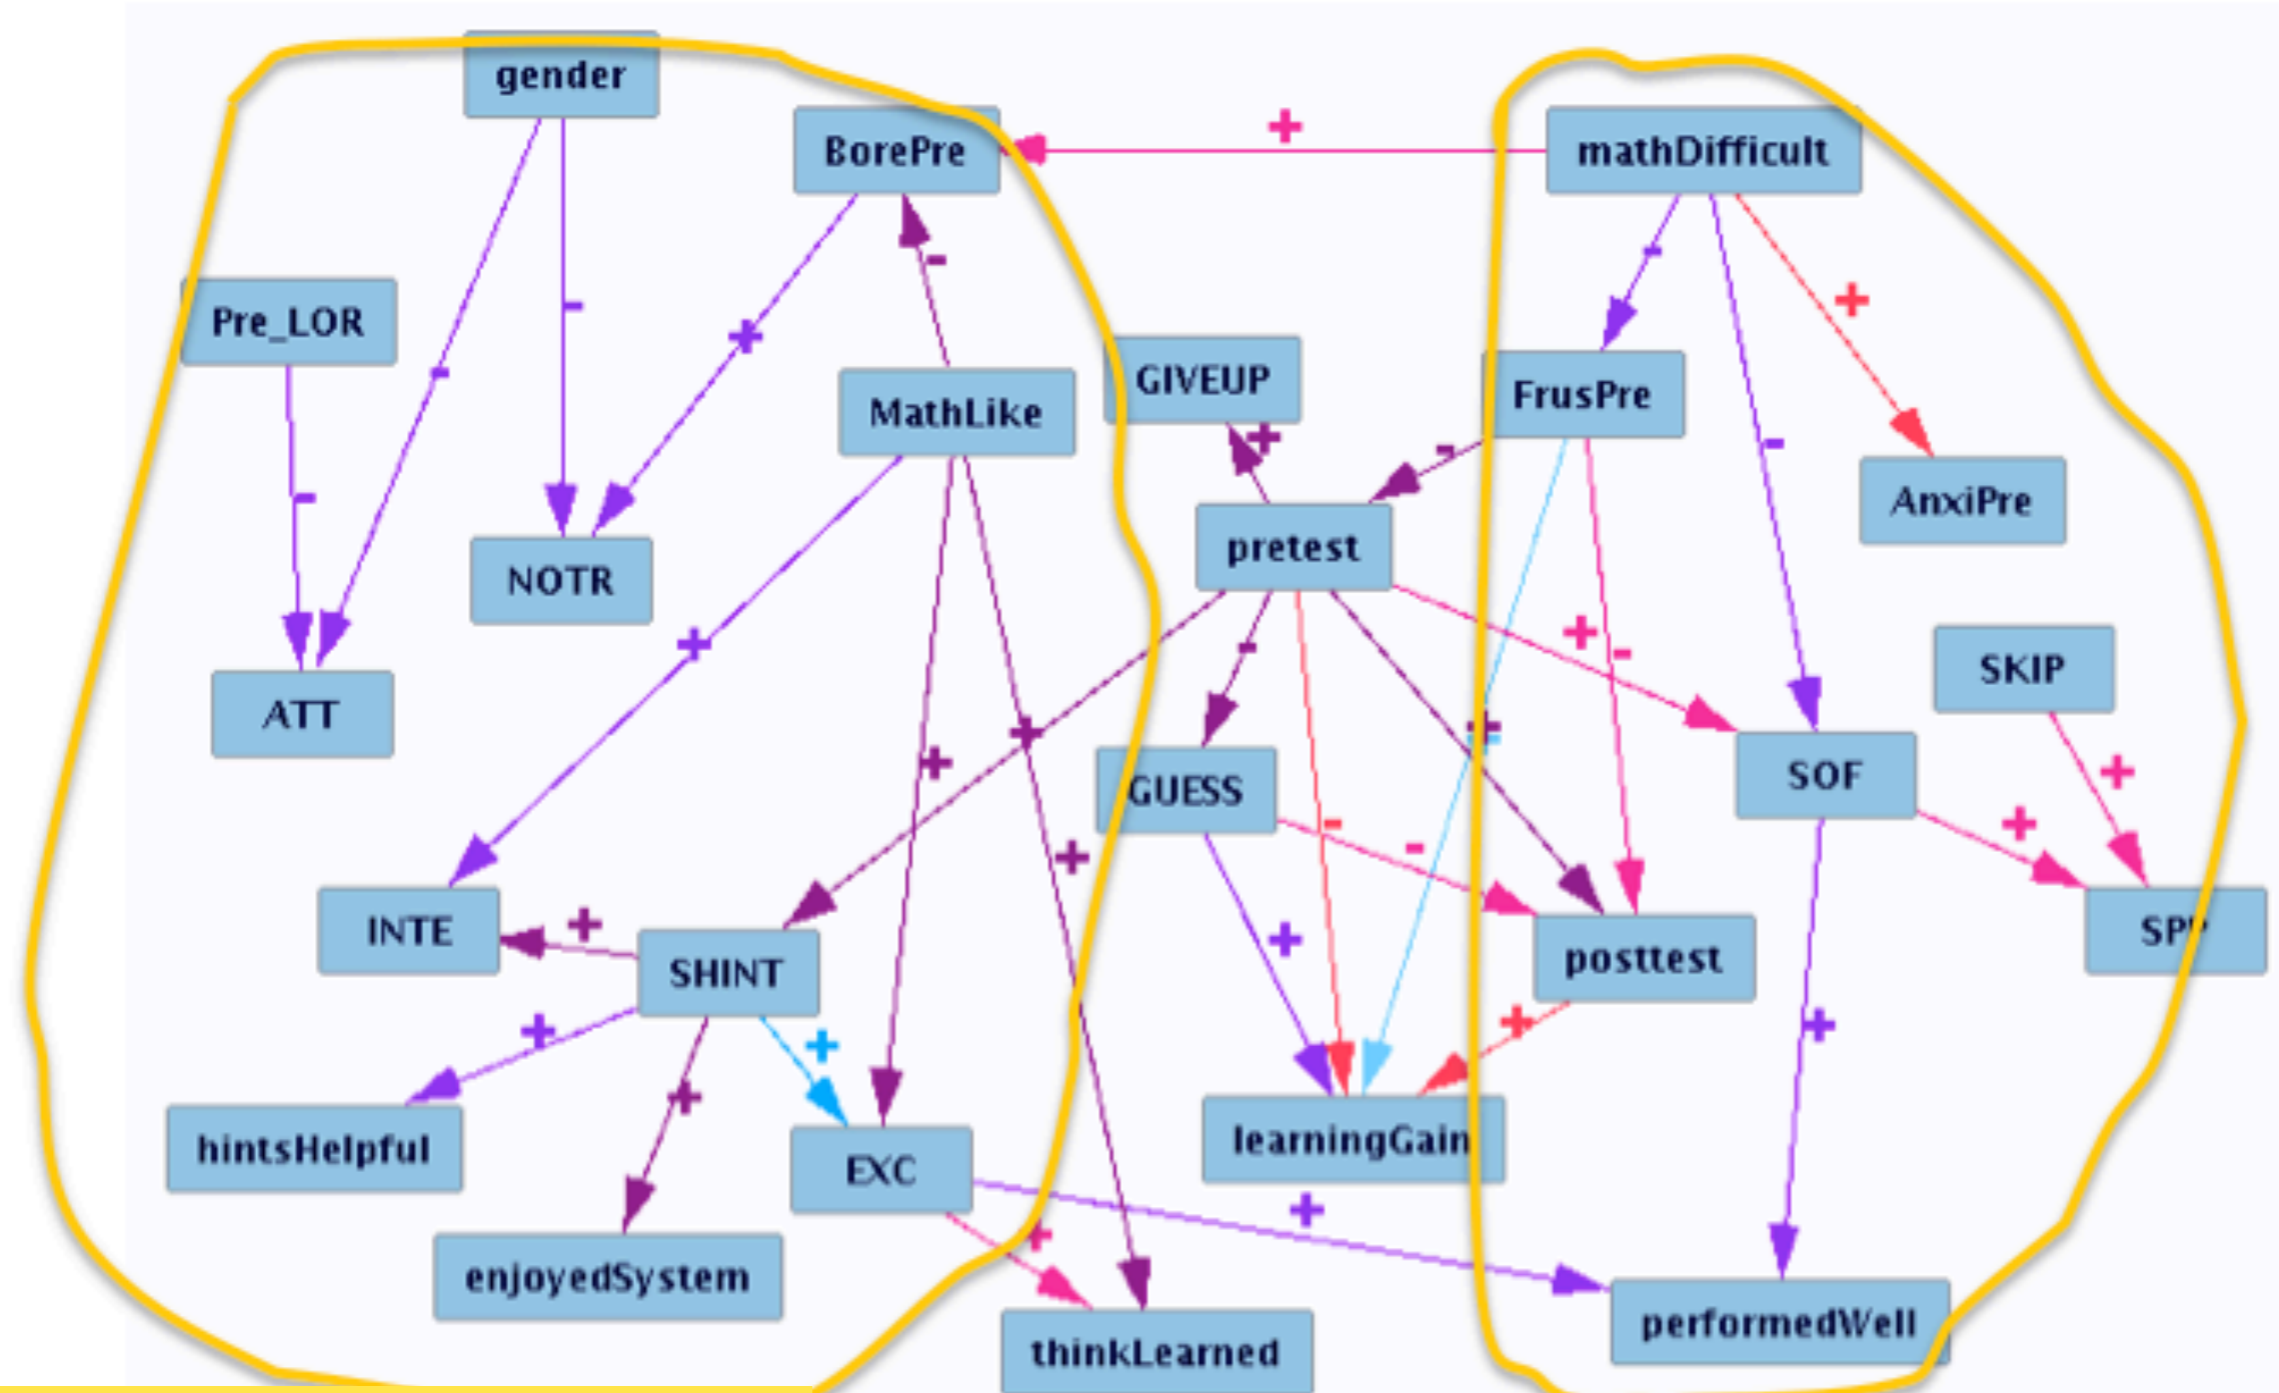 gender
BorePre
+
mathDifficult
-
-
+
Pre_LOR
-
+
-
GIVEUP
FrusPre
MathLike
-
+
-
-
AnxiPre
-
pretest
NOTR
+
+
-
-
SKIP
ATT
+
+
+
+
SOF
+
GUESS
+
-
-
+
INTE
+
+
SHINT
+
posttest
SPP
+
+
+
+
+
hintsHelpful
learningGain
EXC
+
+
enjoyedSystem
performedWell
thinkLearned